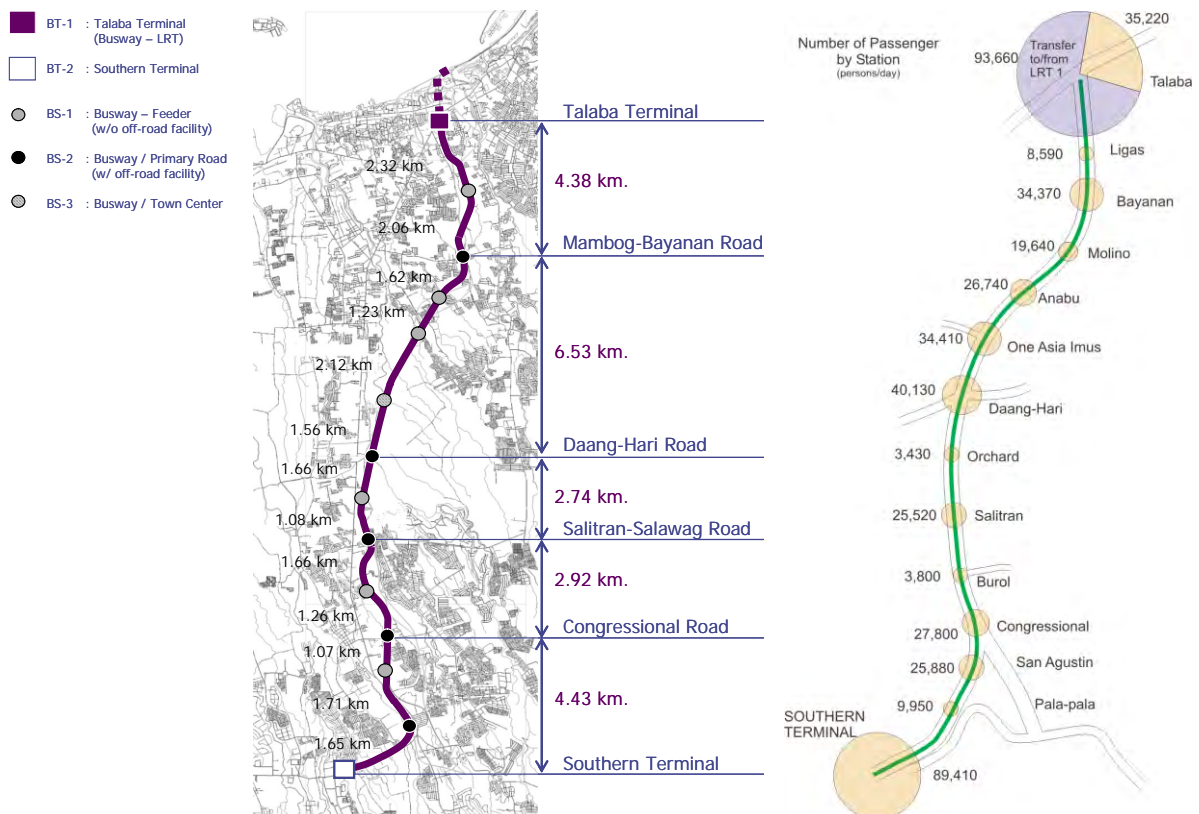 BT-1 : Talaba Terminal
(Busway – LRT)
BT-2 : Southern Terminal
BS-1 : Busway – Feeder
(w/o off-road facility)
BS-2 : Busway / Primary Road
(w/ off-road facility)
BS-3 : Busway / Town Center
2.32 km
2.06 km
1.62 km
1.23 km
2.12 km
1.56 km
1.66 km
1.08 km
1.66 km
1.26 km
1.07 km
1.71 km
1.65 km
Talaba Terminal
4.38 km.
Mambog-Bayanan Road
6.53 km.
Daang-Hari Road
2.74 km.
Salitran-Salawag Road
2.92 km.
Congressional Road
4.43 km.
Southern Terminal
Number of Passenger
by Station
(persons/day)
35,220
93,660
Transfer
to/from
LRT 1
Talaba
8,590
Ligas
34,370
Bayanan
19,640
Molino
26,740
Anabu
34,410
One Asia Imus
40,130
Daang-Hari
3,430
Orchard
25,520
Salitran
3,800
Burol
27,800
Congressional
25,880
San Agustin
9,950
Pala-pala
SOUTHERN
TERMINAL
89,410